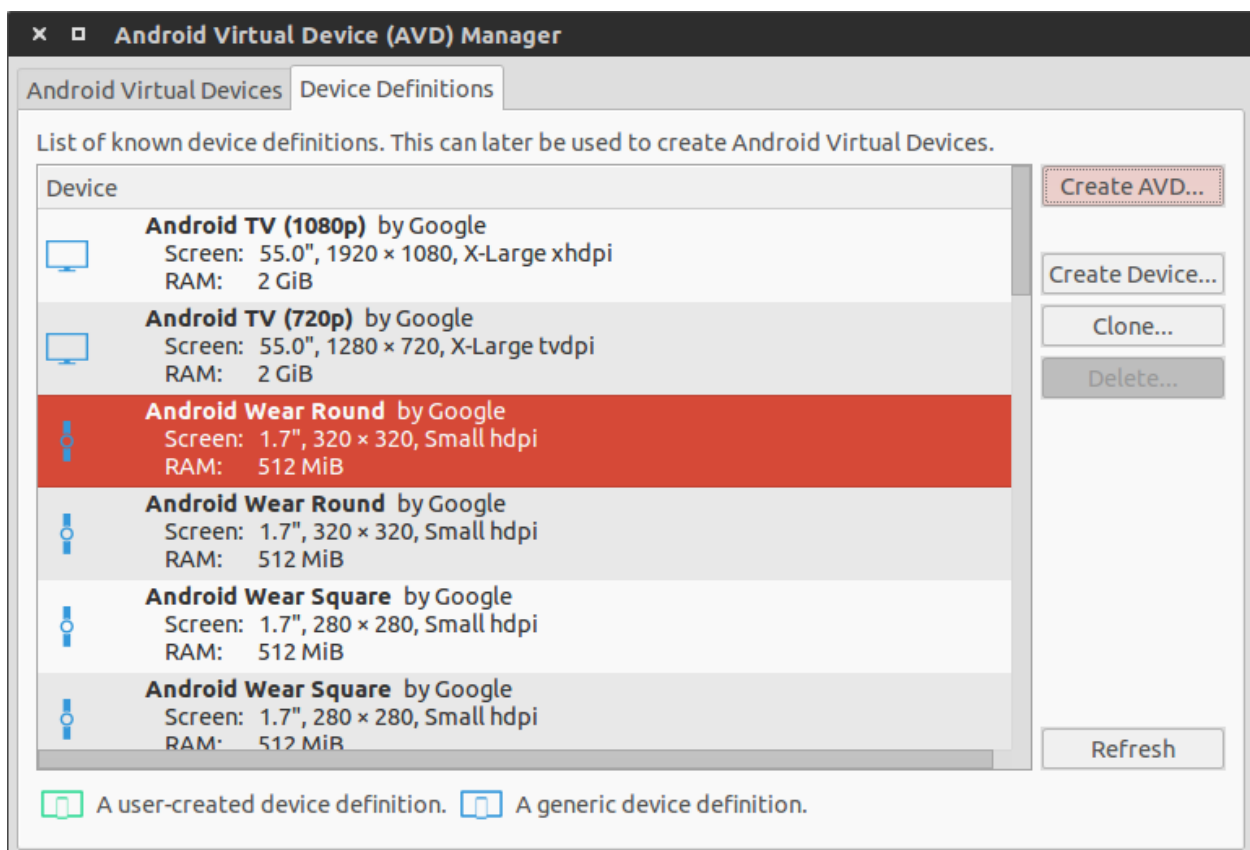 Android Virtual Device (AVD) Manager
Android Virtual Devices Device Definitions
List of known device definitions. This can later be used to create Android Virtual Devices.
Device
Create AVD...
Android TV (1080p) by Google
Screen: 55.0", 1920 × 1080, X-Large xhdpi
RAM: 2 GiB
Create Device...
Android TV (720p) by Google
Screen: 55.0", 1280 × 720, X-Large tvdpi
RAM: 2 GiB
Clone...
Delete...
Android Wear Round by Google
Screen: 1.7", 320 × 320, Small hdpi
RAM: 512 MiB
Android Wear Round by Google
Screen: 1.7", 320 × 320, Small hdpi
RAM: 512 MiB
Android Wear Square by Google
Screen: 1.7", 280 × 280, Small hdpi
RAM: 512 MiB
Android Wear Square by Google
Screen: 1.7", 280 × 280, Small hdpi
RAM: 512 MiB
Refresh
A user-created device definition. A generic device definition.